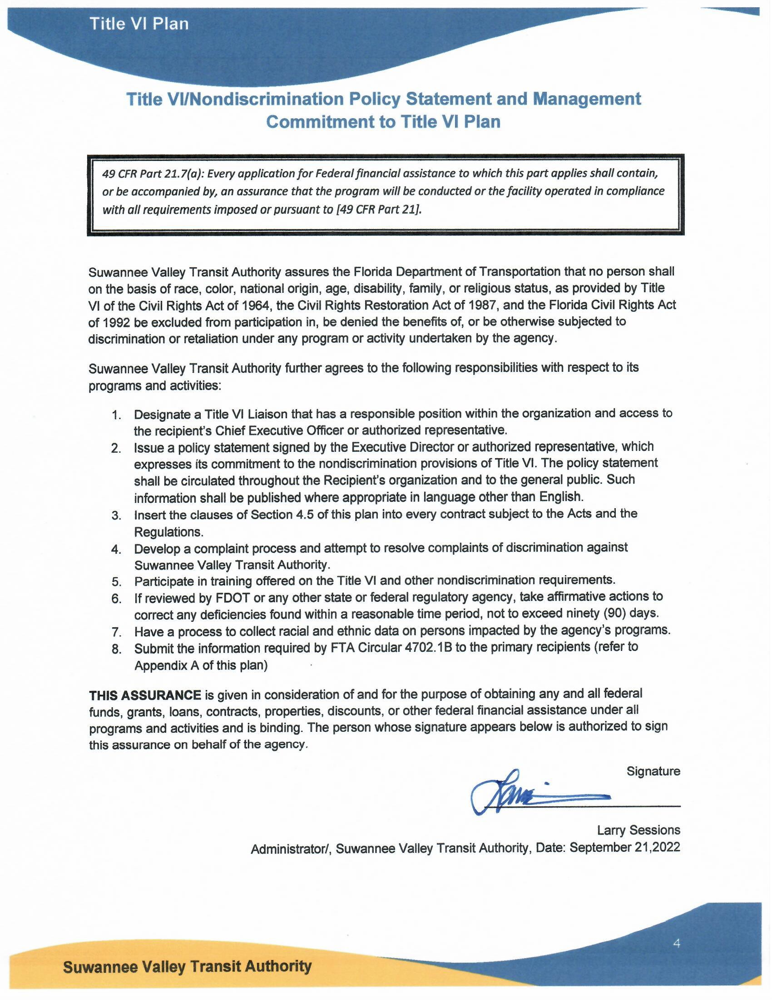 Title VI Plan
Title VI/Nondiscrimination Policy Statement and Management
Commitment to Title VI Plan
49 CFR Part 21.7(a): Every application for Federal financial assistance to which this part applies shall contain,
or be accompanied by, an assurance that the program will be conducted or the facility operated in compliance
with all requirements imposed or pursuant to [49 CFR Part 21].
Suwannee Valley Transit Authority assures the Florida Department of Transportation that no person shall
on the basis of race, color, national origin, age, disability, family, or religious status, as provided by Title
VI of the Civil Rights Act of 1964, the Civil Rights Restoration Act of 1987, and the Florida Civil Rights Act
of 1992 be excluded from participation in, be denied the benefits of, or be otherwise subjected to
discrimination or retaliation under any program or activity undertaken by the agency.
Suwannee Valley Transit Authority further agrees to the following responsibilities with respect to its
programs and activities:
1. Designate a Title VI Liaison that has a responsible position within the organization and access to
the recipient's Chief Executive Officer or authorized representative.
2. Issue a policy statement signed by the Executive Director or authorized representative, which
expresses its commitment to the nondiscrimination provisions of Title VI. The policy statement
shall be circulated throughout the Recipient's organization and to the general public. Such
information shall be published where appropriate in language other than English.
3. Insert the clauses of Section 4.5 of this plan into every contract subject to the Acts and the
Regulations.
4. Develop a complaint process and attempt to resolve complaints of discrimination against
Suwannee Valley Transit Authority.
5. Participate in training offered on the Title VI and other nondiscrimination requirements.
6. If reviewed by FDOT or any other state or federal regulatory agency, take affirmative actions to
correct any deficiencies found within a reasonable time period, not to exceed ninety (90) days.
7. Have a process to collect racial and ethnic data on persons impacted by the agency's programs.
8. Submit the information required by FTA Circular 4702.1B to the primary recipients (refer to
Appendix A of this plan)
THIS ASSURANCE is given in consideration of and for the purpose of obtaining any and all federal
funds, grants, loans, contracts, properties, discounts, or other federal financial assistance under all
programs and activities and is binding. The person whose signature appears below is authorized to sign
this assurance on behalf of the agency.
Signature
Larry Sessions
Administrator/, Suwannee Valley Transit Authority, Date: September 21,2022
4
Suwannee Valley Transit Authority